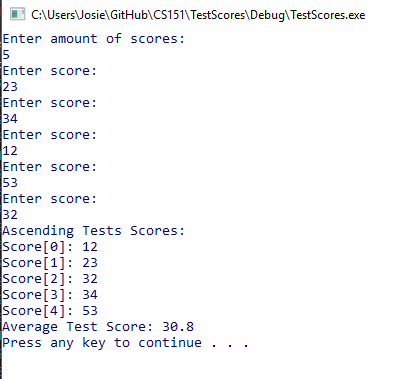 C:\Users\Josie\GitHub\CS151\TestScores\Debug\TestScores.exe
Enter amount of scores:
5
Enter score:
23
Enter score:
34
Enter score:
12
Enter score:
53
Enter score:
32
Ascending Tests Scores:
Score[0]: 12
Score[1]: 23
Score[2]: 32
Score[3]: 34
Score[4]: 53
Average Test Score: 30.8
Press any key to continue . . .